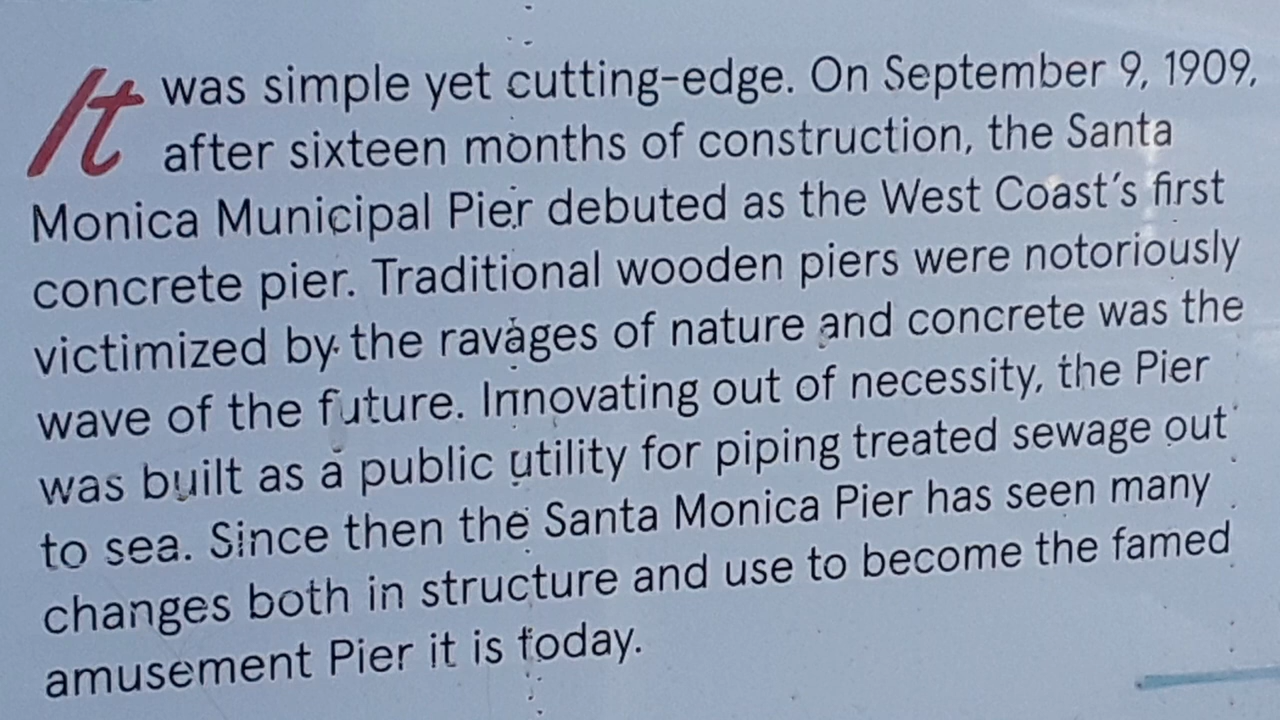 It was simple yet cutting-edge. On September 9, 1909,
after sixteen months of construction, the Santa
Monica Municipal Pier debuted as the West Coast's first
concrete pier. Traditional wooden piers were notoriously
victimized by the ravages of nature and concrete was the
wave of the future. Innovating out of necessity, the Pier
was built as a public utility for piping treated sewage out
to sea. Since then the Santa Monica Pier has seen many
changes both in structure and use to become the famed
amusement Pier it is today.